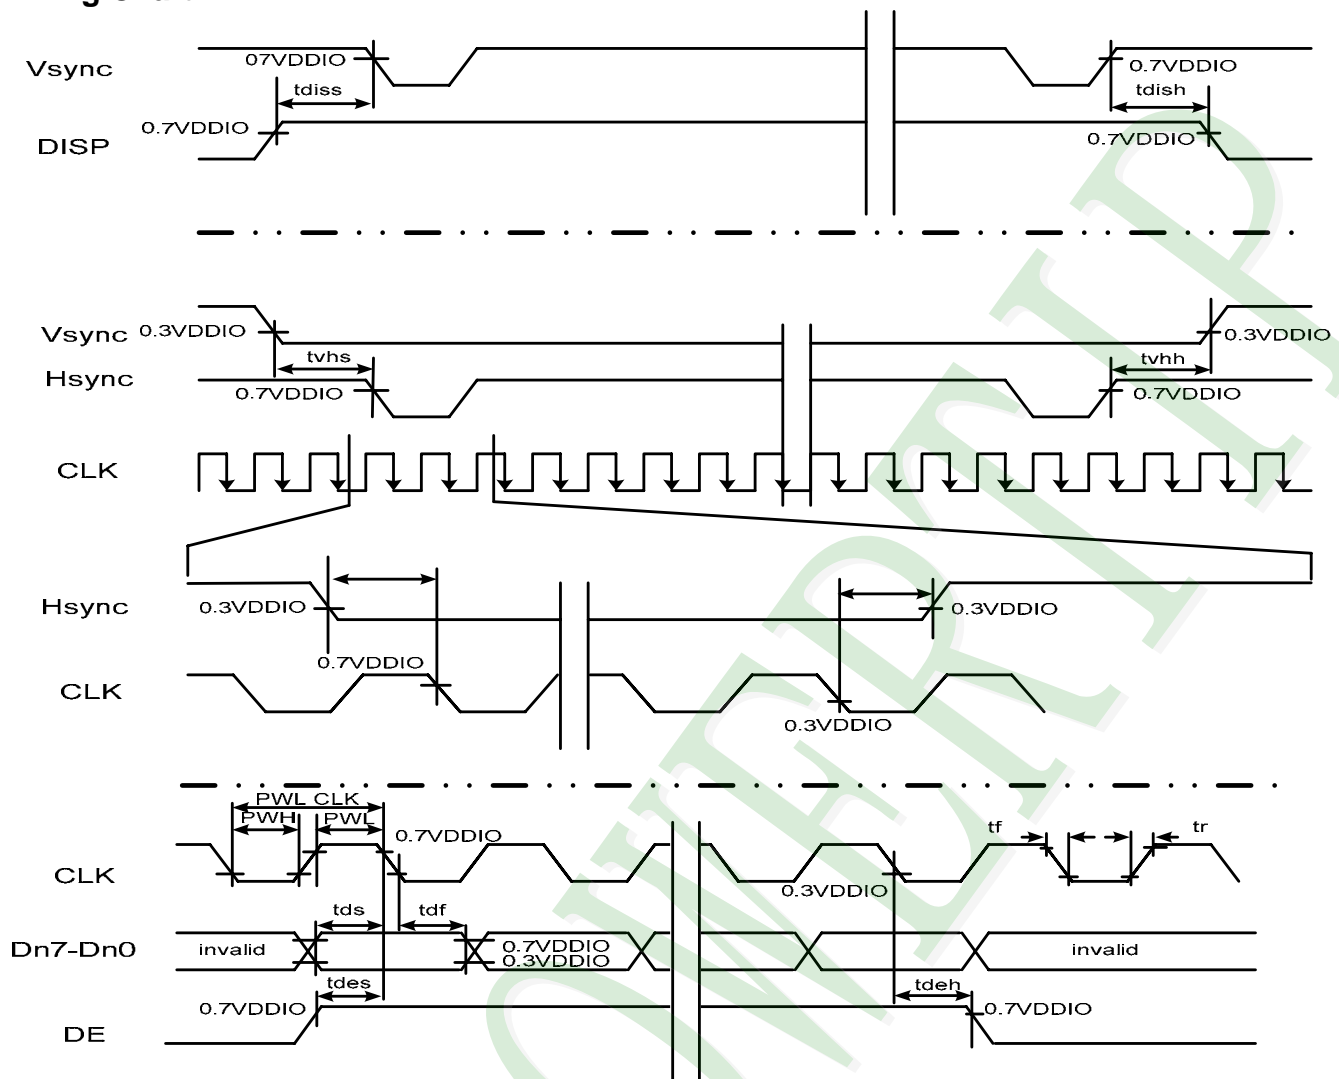 07VDDIO
Vsync
0.7VDDIO
tdiss
tdish
0.7VDDIO
0.7VDDIO
DISP
Vsync
0.3VDDIO
0.3VDDIO
tvhs
tvhh
Hsync
0.7VDDIO
0.7VDDIO
CLK
Hsync
0.3VDDIO
0.3VDDIO
0.7VDDIO
CLK
0.3VDDIO
PWL CLK
PWH
PWL
0.7VDDIO
tf
tr
CLK
0.3VDDIO
tds
tdf
Dn7-Dn0
invalid
0.7VDDIO
0.3VDDIO
invalid
tdes
tdeh
0.7VDDIO
0.7VDDIO
DE
OWERTIP